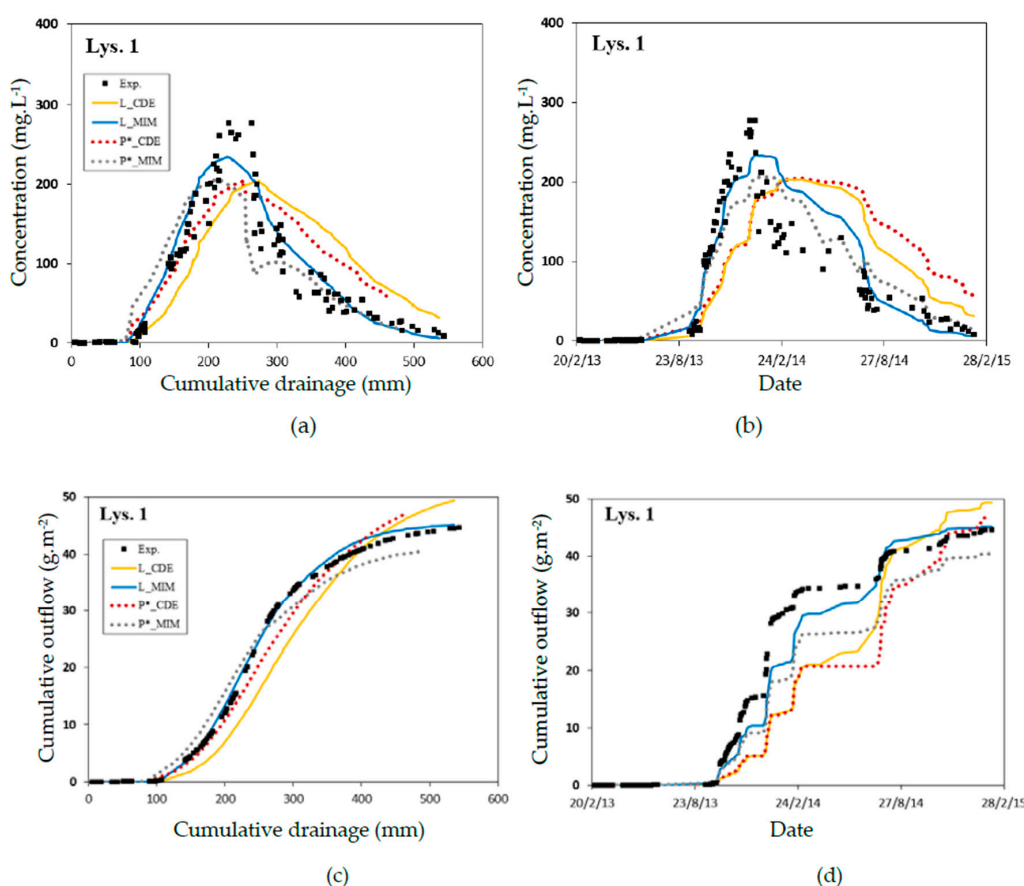 400
300
200
100
0
Concentration (mg.L⁻¹)
Lys. 1
Exp.
L_CDE
L_MIM
P*_CDE
P*_MIM
0 100 200 300 400 500 600
Cumulative drainage (mm)
(a)
400
300
200
100
0
Concentration (mg.L⁻¹)
Lys. 1
20/2/13 23/8/13 24/2/14 27/8/14 28/2/15
Date
(b)
50
40
30
20
10
0
Cumulative outflow (g.m⁻²)
Lys. 1
Exp.
L_CDE
L_MIM
P*_CDE
P*_MIM
0 100 200 300 400 500 600
Cumulative drainage (mm)
(c)
50
40
30
20
10
0
Cumulative outflow (g.m⁻²)
Lys. 1
20/2/13 23/8/13 24/2/14 27/8/14 28/2/15
Date
(d)